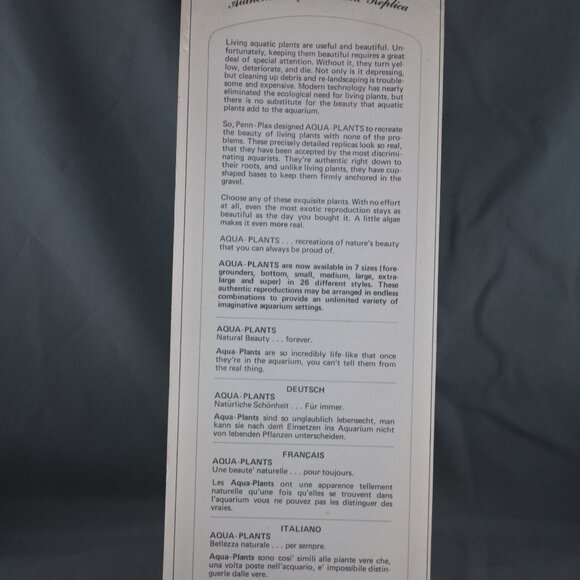 Replica
Living aquatic plants are useful and beautiful. Un-
fortunately, keeping them beautiful requires a great
deal of special attention. Without it, they turn yel-
low, deteriorate, and die. Not only is it depressing,
but cleaning up debris and re-landscaping is trouble-
some and expensive. Modern technology has nearly
eliminated the ecological need for living plants, but
there is no substitute for the beauty that aquatic
plants add to the aquarium.
So, Penn-Plax designed AQUA-PLANTS to recreate
the beauty of living plants with none of the pro-
blems. These precisely detailed replicas look so real,
that they have been accepted by the most discrimi-
nating aquarists. They're authentic right down to
their roots, and unlike living plants, they have cup-
shaped bases to keep them firmly anchored in the
gravel.
Choose any of these exquisite plants. With no effort
at all, even the most exotic reproduction stays as
beautiful as the day you bought it. A little algae
makes it even more real.
AQUA-PLANTS . . . recreations of nature's beauty
that you can always be proud of.
AQUA-PLANTS are now available in 7 sizes (fore-
grounders, bottom, small, medium, large, extra-
large and super) in 26 different styles. These
authentic reproductions may be arranged in endless
combinations to provide an unlimited variety of
imaginative aquarium settings.
AQUA-PLANTS
Natural Beauty . . . forever.
Aqua-Plants are so incredibly life-like that once
they're in the aquarium, you can't tell them from
the real thing.
DEUTSCH
AQUA-PLANTS
Natürliche Schönheit . . . Für immer.
Aqua-Plants sind so unglaublich lebensecht, man
kann sie nach dem Einsetzen ins Aquarium nicht
von lebenden Pflanzen unterscheiden.
FRANÇAIS
AQUA-PLANTS
Une beaute' naturelle . . . pour-toujours.
Les Aqua-Plants ont une apparence tellement
naturelle qu'une fois qu'elles se trouvent dans
l'aquarium vous ne pouvez pas les distinguer des
vraies.
ITALIANO
AQUA-PLANTS
Bellèzza naturale . . . per sempre.
Aqua-Plants sono cosi' simili alle piante vere che,
una volta poste nell'acquario, e' impossibile distin-
guerle dalle vere.